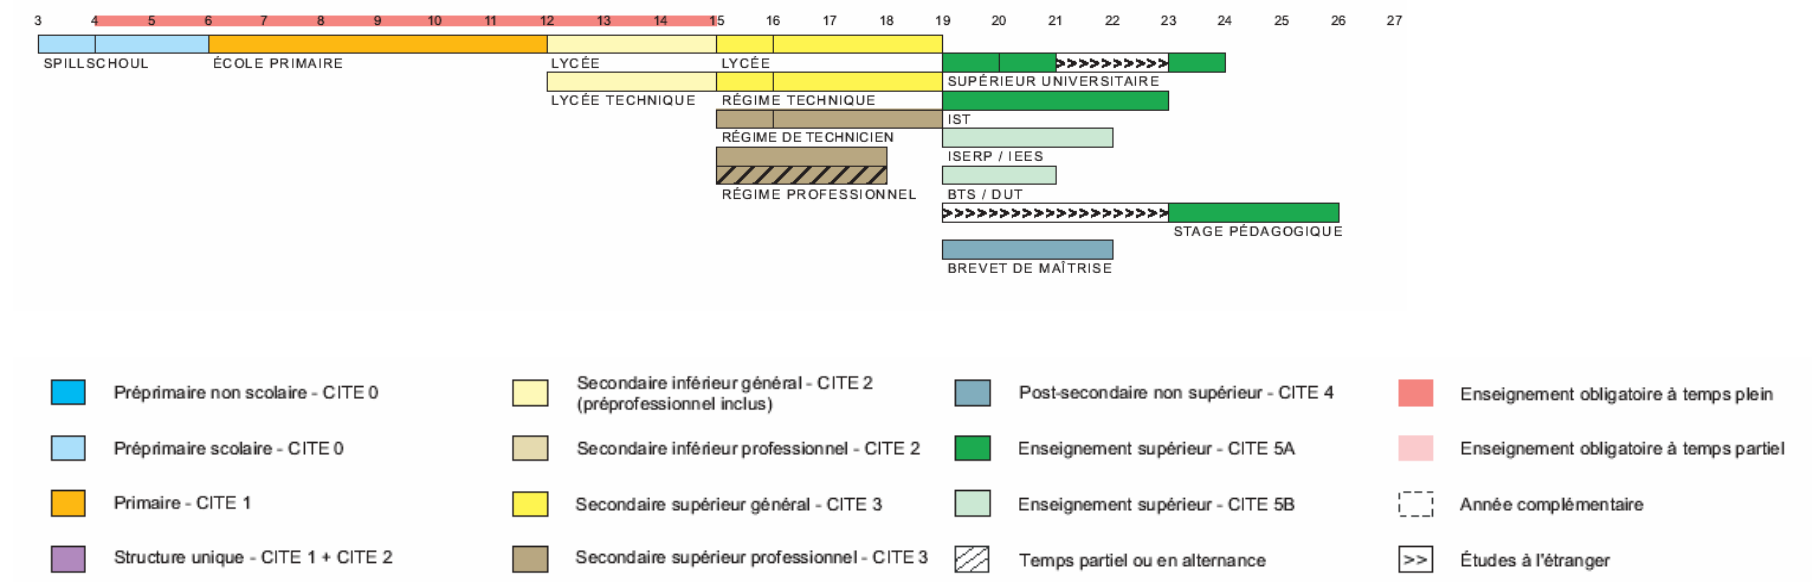 3 4 5 6 7 8 9 10 11 12 13 14 15 16 17 18 19 20 21 22 23 24 25 26 27
SPILLSCHOUL ÉCOLE PRIMAIRE LYCÉE LYCÉE
SUPÉRIEUR UNIVERSITAIRE
LYCÉE TECHNIQUE RÉGIME TECHNIQUE
IST
RÉGIME DE TECHNICIEN
ISERP / IEES
RÉGIME PROFESSIONNEL BTS / DUT
STAGE PÉDAGOGIQUE
BREVET DE MAÎTRISE
Préprimaire non scolaire - CITE 0
Préprimaire scolaire - CITE 0
Primaire - CITE 1
Structure unique - CITE 1 + CITE 2
Secondaire inférieur général - CITE 2
(préprofessionnel inclus)
Secondaire inférieur professionnel - CITE 2
Secondaire supérieur général - CITE 3
Secondaire supérieur professionnel - CITE 3
Post-secondaire non supérieur - CITE 4
Enseignement supérieur - CITE 5A
Enseignement supérieur - CITE 5B
Temps partiel ou en alternance
Enseignement obligatoire à temps plein
Enseignement obligatoire à temps partiel
Année complémentaire
>> Études à l'étranger